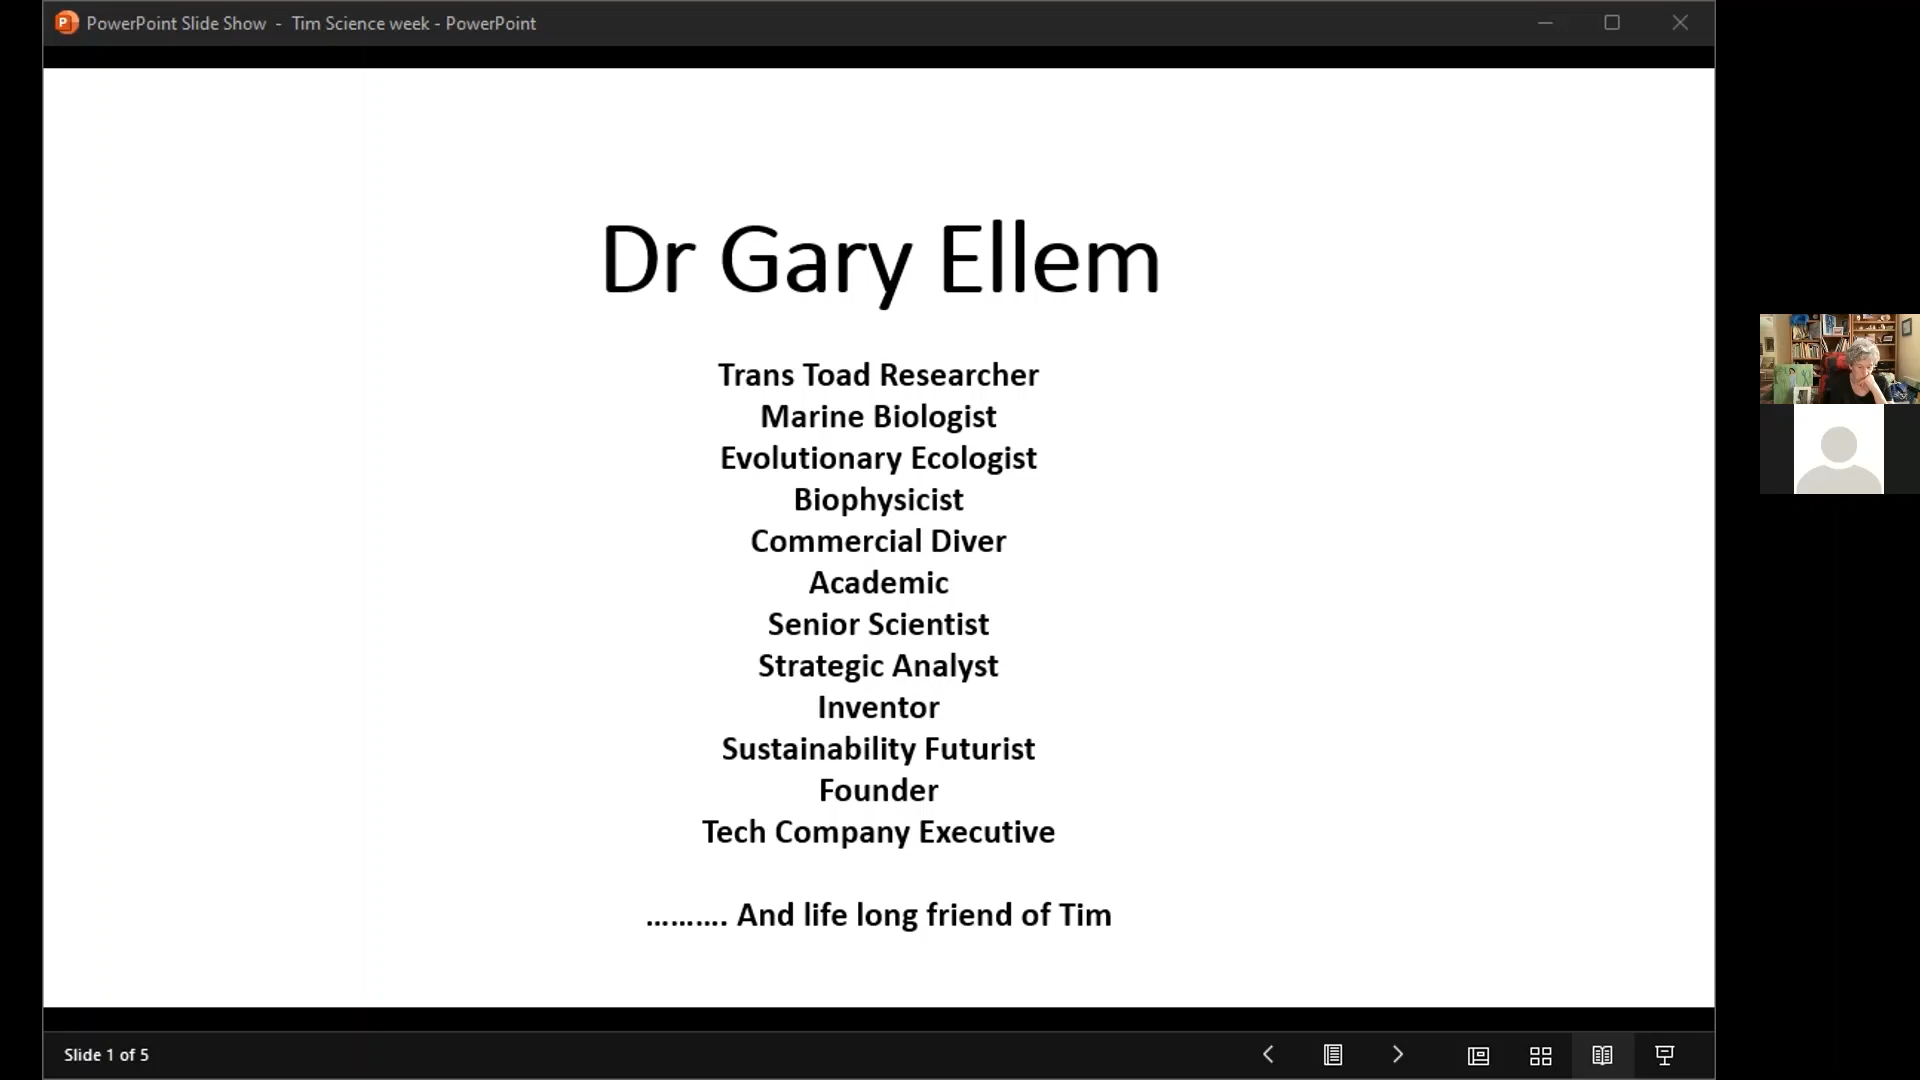 PowerPoint Slide Show - Tim Science week - PowerPoint
Dr Gary Ellem
Trans Toad Researcher
Marine Biologist
Evolutionary Ecologist
Biophysicist
Commercial Diver
Academic
Senior Scientist
Strategic Analyst
Inventor
Sustainability Futurist
Founder
Tech Company Executive
………. And life long friend of Tim
Slide 1 of 5